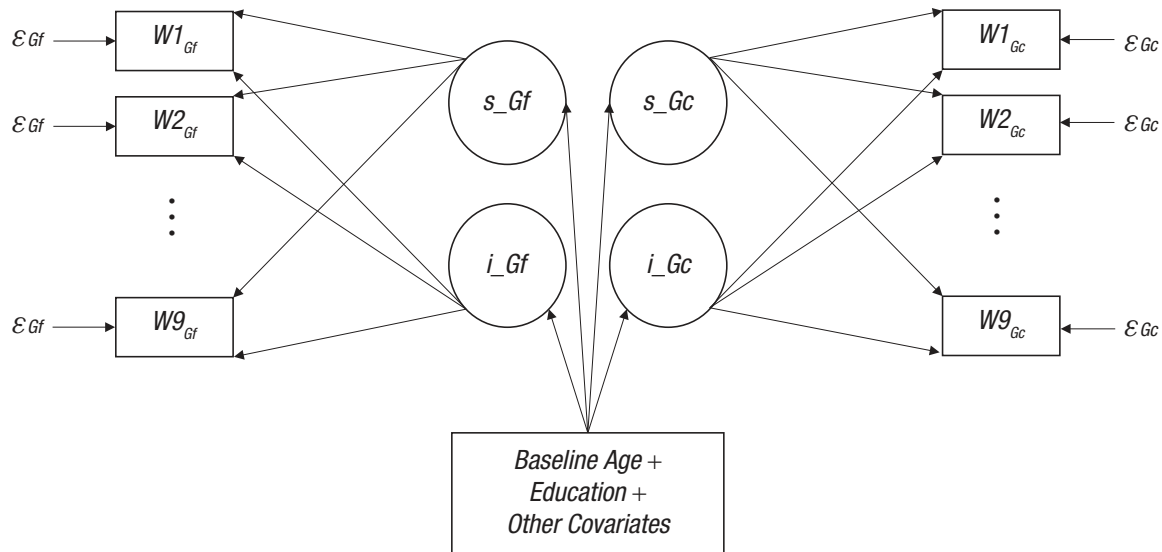 ε Gf W1 Gf s_Gf s_Gc W1 Gc ε Gc
ε Gf W2 Gf W2 Gc ε Gc
i_Gf i_Gc
ε Gf W9 Gf W9 Gc ε Gc
Baseline Age +
Education +
Other Covariates